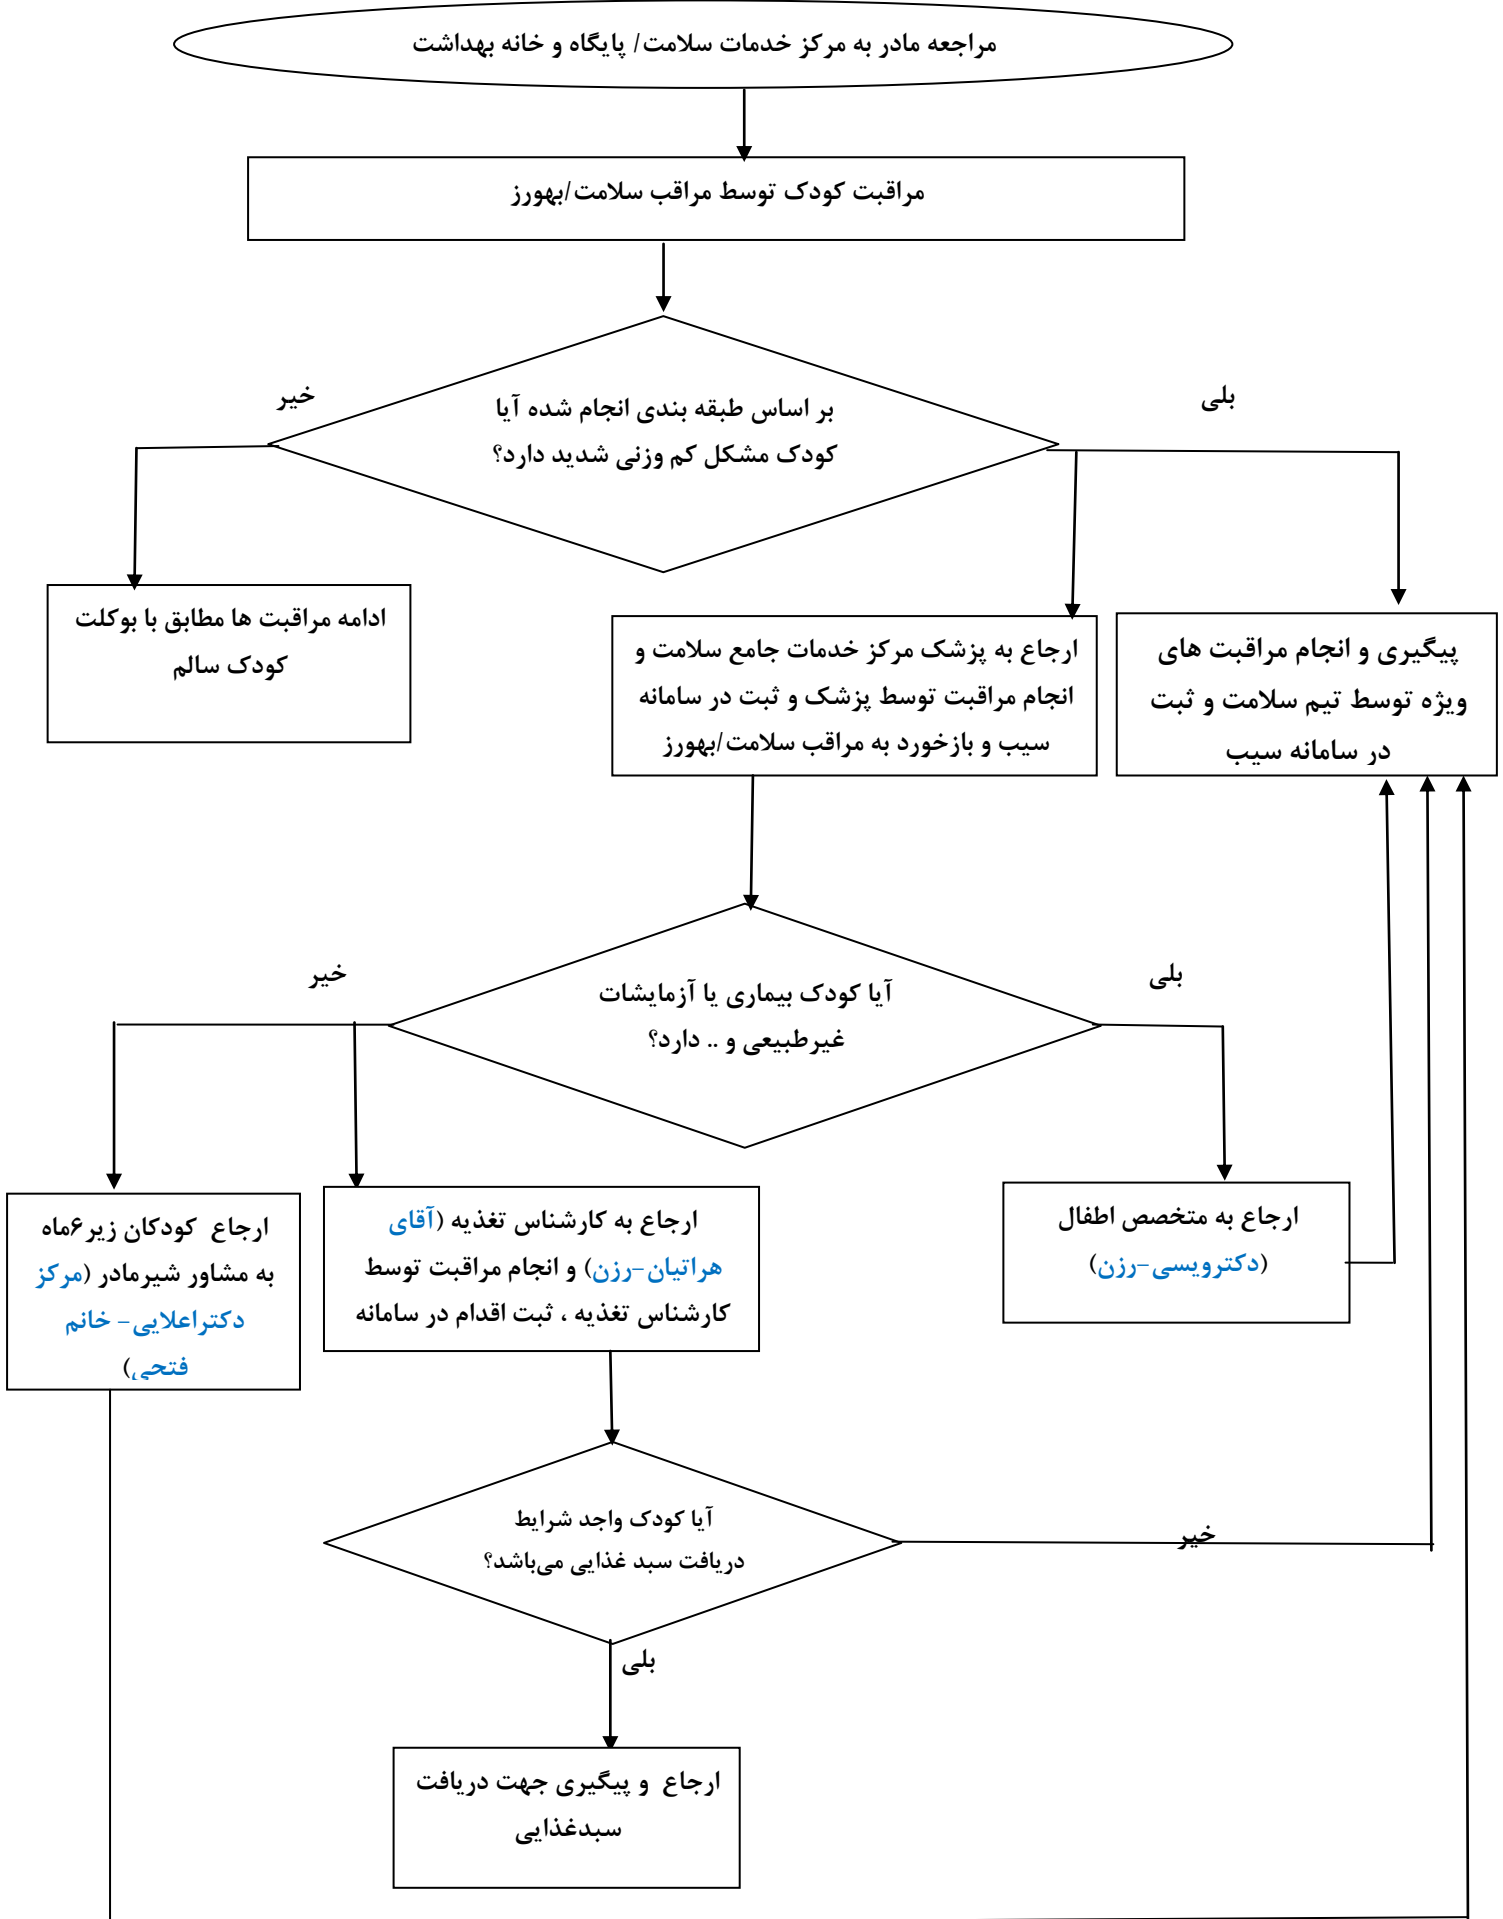 مراجعه مادر به مرکز خدمات سلامت/ پایگاه و خانه بهداشت
مراقبت کودک توسط مراقب سلامت/بهورز
بر اساس طبقه بندی انجام شده آیا
کودک مشکل کم وزنی شدید دارد؟
بلی
خیر
پیگیری و انجام مراقبت های
ویژه توسط تیم سلامت و ثبت
در سامانه سیب
ارجاع به پزشک مرکز خدمات جامع سلامت و
انجام مراقبت توسط پزشک و ثبت در سامانه
سیب و بازخورد به مراقب سلامت/بهورز
ادامه مراقبت ها مطابق با بوکلت
کودک سالم
آیا کودک بیماری یا آزمایشات
غیرطبیعی و .. دارد؟
بلی
خیر
ارجاع به متخصص اطفال
(دکترویسی-رزن)
ارجاع به کارشناس تغذیه (آقای
هراتیان-رزن) و انجام مراقبت توسط
کارشناس تغذیه ، ثبت اقدام در سامانه
ارجاع کودکان زیر۶ماه
به مشاور شیرمادر (مرکز
دکتراعلایی- خانم
فتحی)
آیا کودک واجد شرایط
دریافت سبد غذایی می‌باشد؟
خیر
بلی
ارجاع و پیگیری جهت دریافت
سبدغذایی